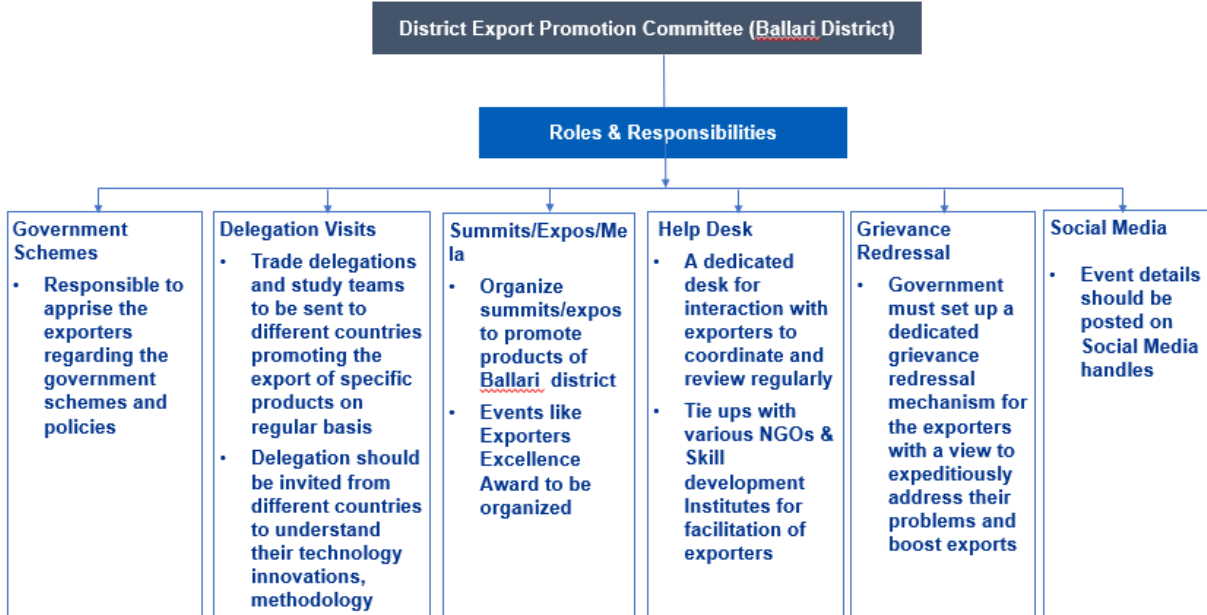 District Export Promotion Committee (Ballari District)
Roles & Responsibilities
Government
Schemes
• Responsible to
apprise the
exporters
regarding the
government
schemes and
policies
Delegation Visits
• Trade delegations
and study teams
to be sent to
different countries
promoting the
export of specific
products on
regular basis
• Delegation should
be invited from
different countries
to understand
their technology
innovations,
methodology
Summits/Expos/Me
la
• Organize
summits/expos
to promote
products of
Ballari district
• Events like
Exporters
Excellence
Award to be
organized
Help Desk
• A dedicated
desk for
interaction with
exporters to
coordinate and
review regularly
• Tie ups with
various NGOs &
Skill
development
Institutes for
facilitation of
exporters
Grievance
Redressal
• Government
must set up a
dedicated
grievance
redressal
mechanism for
the exporters
with a view to
expeditiously
address their
problems and
boost exports
Social Media
• Event details
should be
posted on
Social Media
handles